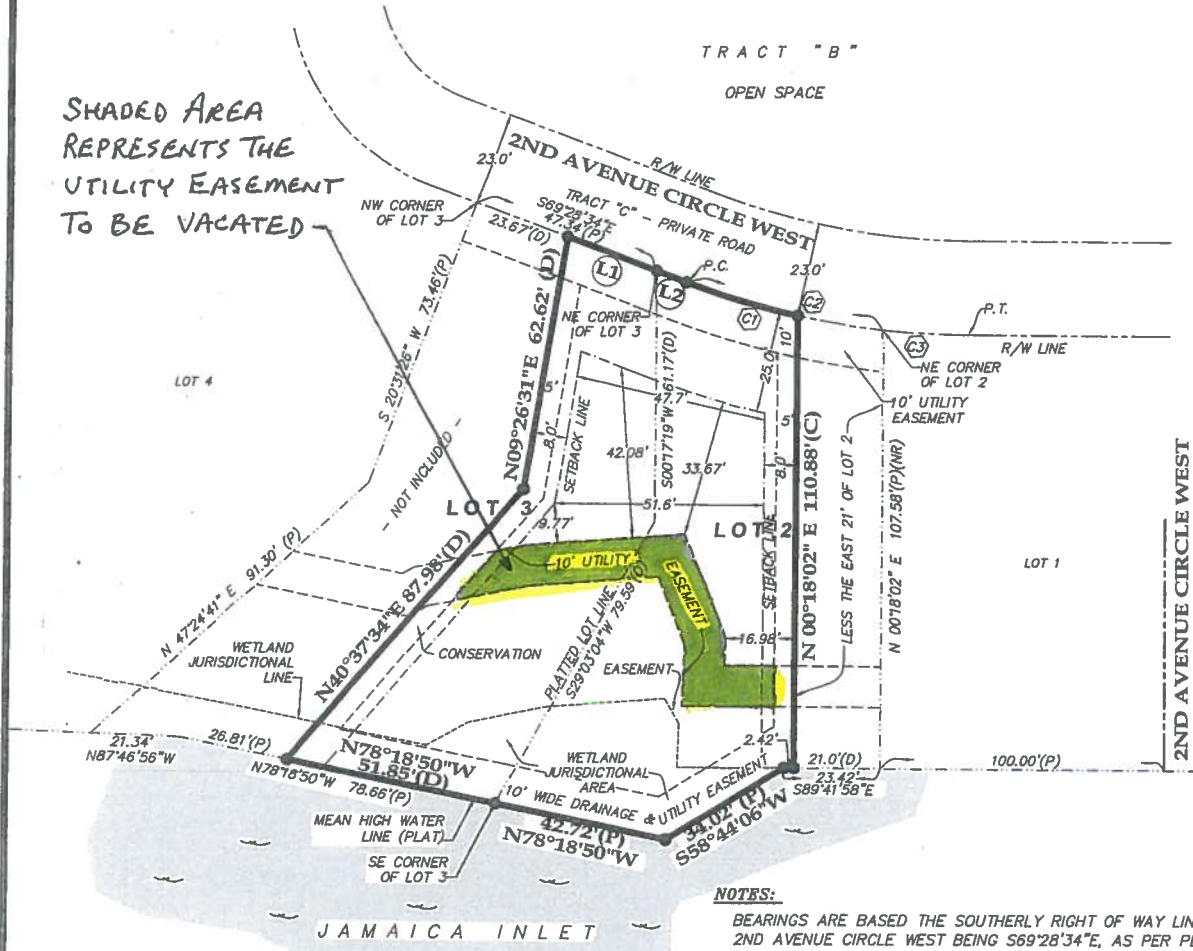 TRACT "B"
OPEN SPACE
SHADED AREA
REPRESENTS THE
UTILITY EASEMENT
TO BE VACATED
23.0'
2ND AVENUE CIRCLE WEST
R/W LINE
TRACT "C" - PRIVATE ROAD
NW CORNER
OF LOT 3
S69°28'34"E
47.34'(P)
23.67'(D)
L1
L2
P.C.
23.0'
C1
C2
C3
P.T.
R/W LINE
NE CORNER
OF LOT 3
NE CORNER
OF LOT 2
10' UTILITY
EASEMENT
LOT 4
S 20°31'26" W 73.46'(P)
N09°26'31"E 62.62' (D)
5'
8.0'
SETBACK LINE
10'
25.0'
47.7'
S00°17'19"W 61.17'(D)
42.08'
33.67'
5'
8.0'
N 00°18'02" E 110.88'(C)
LESS THE EAST 21' OF LOT 2
N 00°18'02" E 107.58'(P)(NR)
- NOT INCLUDED -
LOT 3
9.77'
51.6'
LOT 2
SETBACK LINE
LOT 1
2ND AVENUE CIRCLE WEST
N 47°24'41" E 91.30' (P)
N40°37'34"E 87.98'(D)
10' UTILITY
EASEMENT
16.98'
CONSERVATION
EASEMENT
PLATTED LOT LINE
S29°03'04"W 79.59'(D)
WETLAND
JURISDICTIONAL
LINE
WETLAND
JURISDICTIONAL
AREA
2.42'
21.34'
N87°46'56"W
26.81'(P)
N78°18'50"W
51.85'(D)
N78°18'50"W 78.66'(P)
10' WIDE DRAINAGE & UTILITY EASEMENT
21.0'(D)
23.42'
S89°41'58"E
100.00'(P)
34.02' (P)
S58°44'06"W
42.72'(P)
N78°18'50"W
MEAN HIGH WATER
LINE (PLAT)
SE CORNER
OF LOT 3
JAMAICA INLET
NOTES:
BEARINGS ARE BASED THE SOUTHERLY RIGHT OF WAY LIN
2ND AVENUE CIRCLE WEST BEING S69°28'34"E, AS PER P